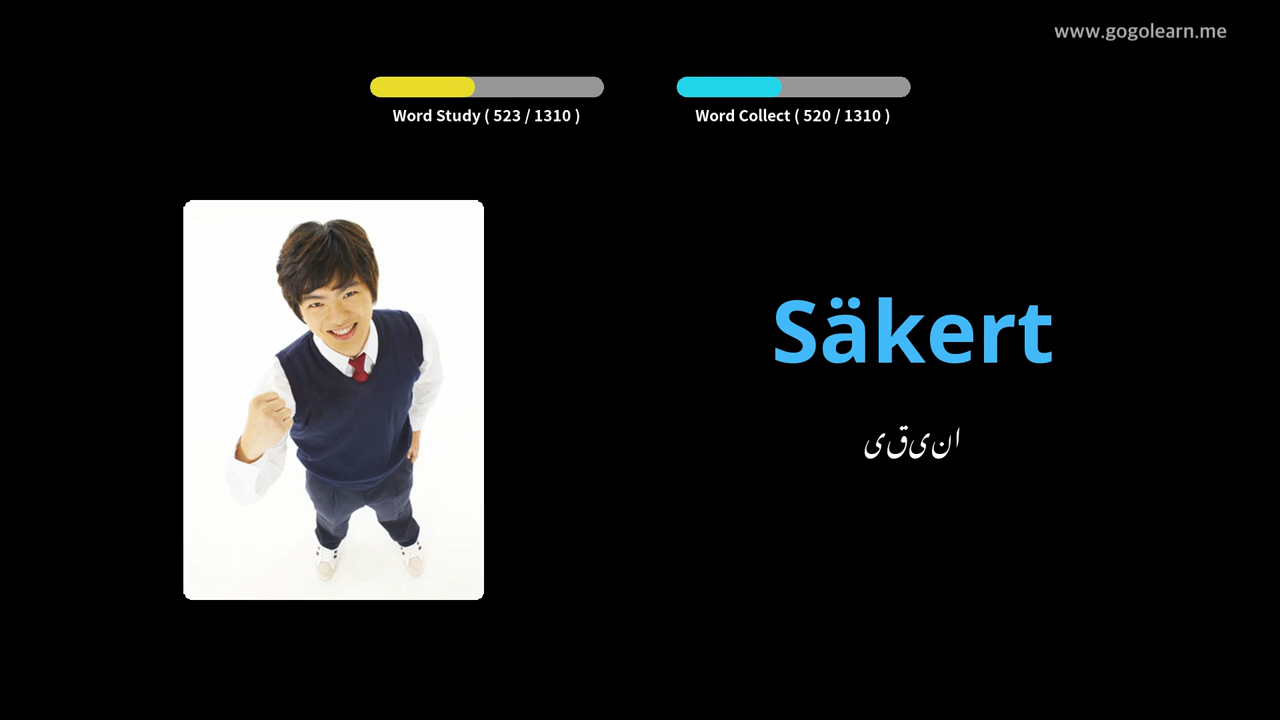 www.gogolearn.me
Word Study ( 523 / 1310 )
Word Collect ( 520 / 1310 )
Säkert
یقینا